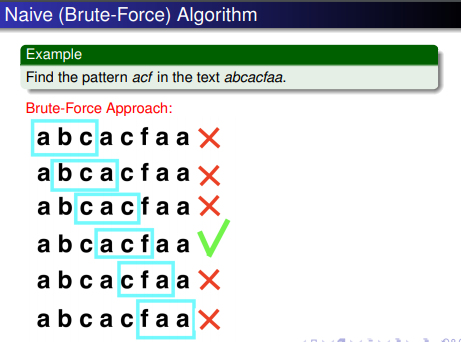 Naive (Brute-Force) Algorithm
Example
Find the pattern acf in the text abcacfaa.
Brute-Force Approach:
a b c a c f a a
a b c a c f a a
a b c a c f a a
a b c a c f a a
a b c a c f a a
a b c a c f a a